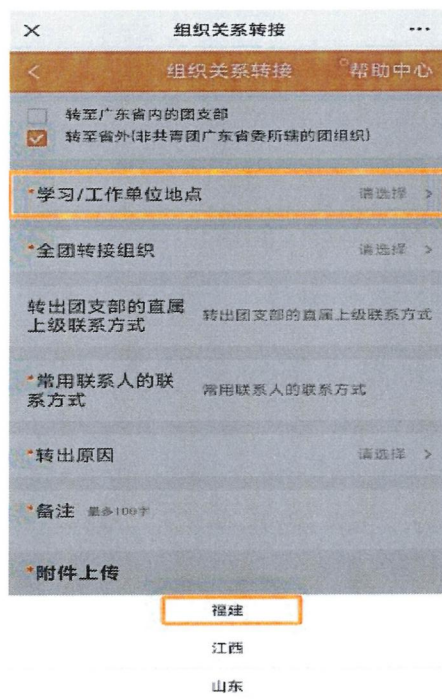 组织关系转接
组织关系转接
帮助中心
转至广东省内的团支部
转至省外(非共青团广东省委所辖的团组织)
*学习/工作单位地点 请选择 >
*全团转接组织 请选择 >
转出团支部的直属
上级联系方式 转出团支部的直属上级联系方式
*常用联系人的联
系方式 常用联系人的联系方式
*转出原因 请选择 >
*备注 最多100字
*附件上传
福建
江西
山东